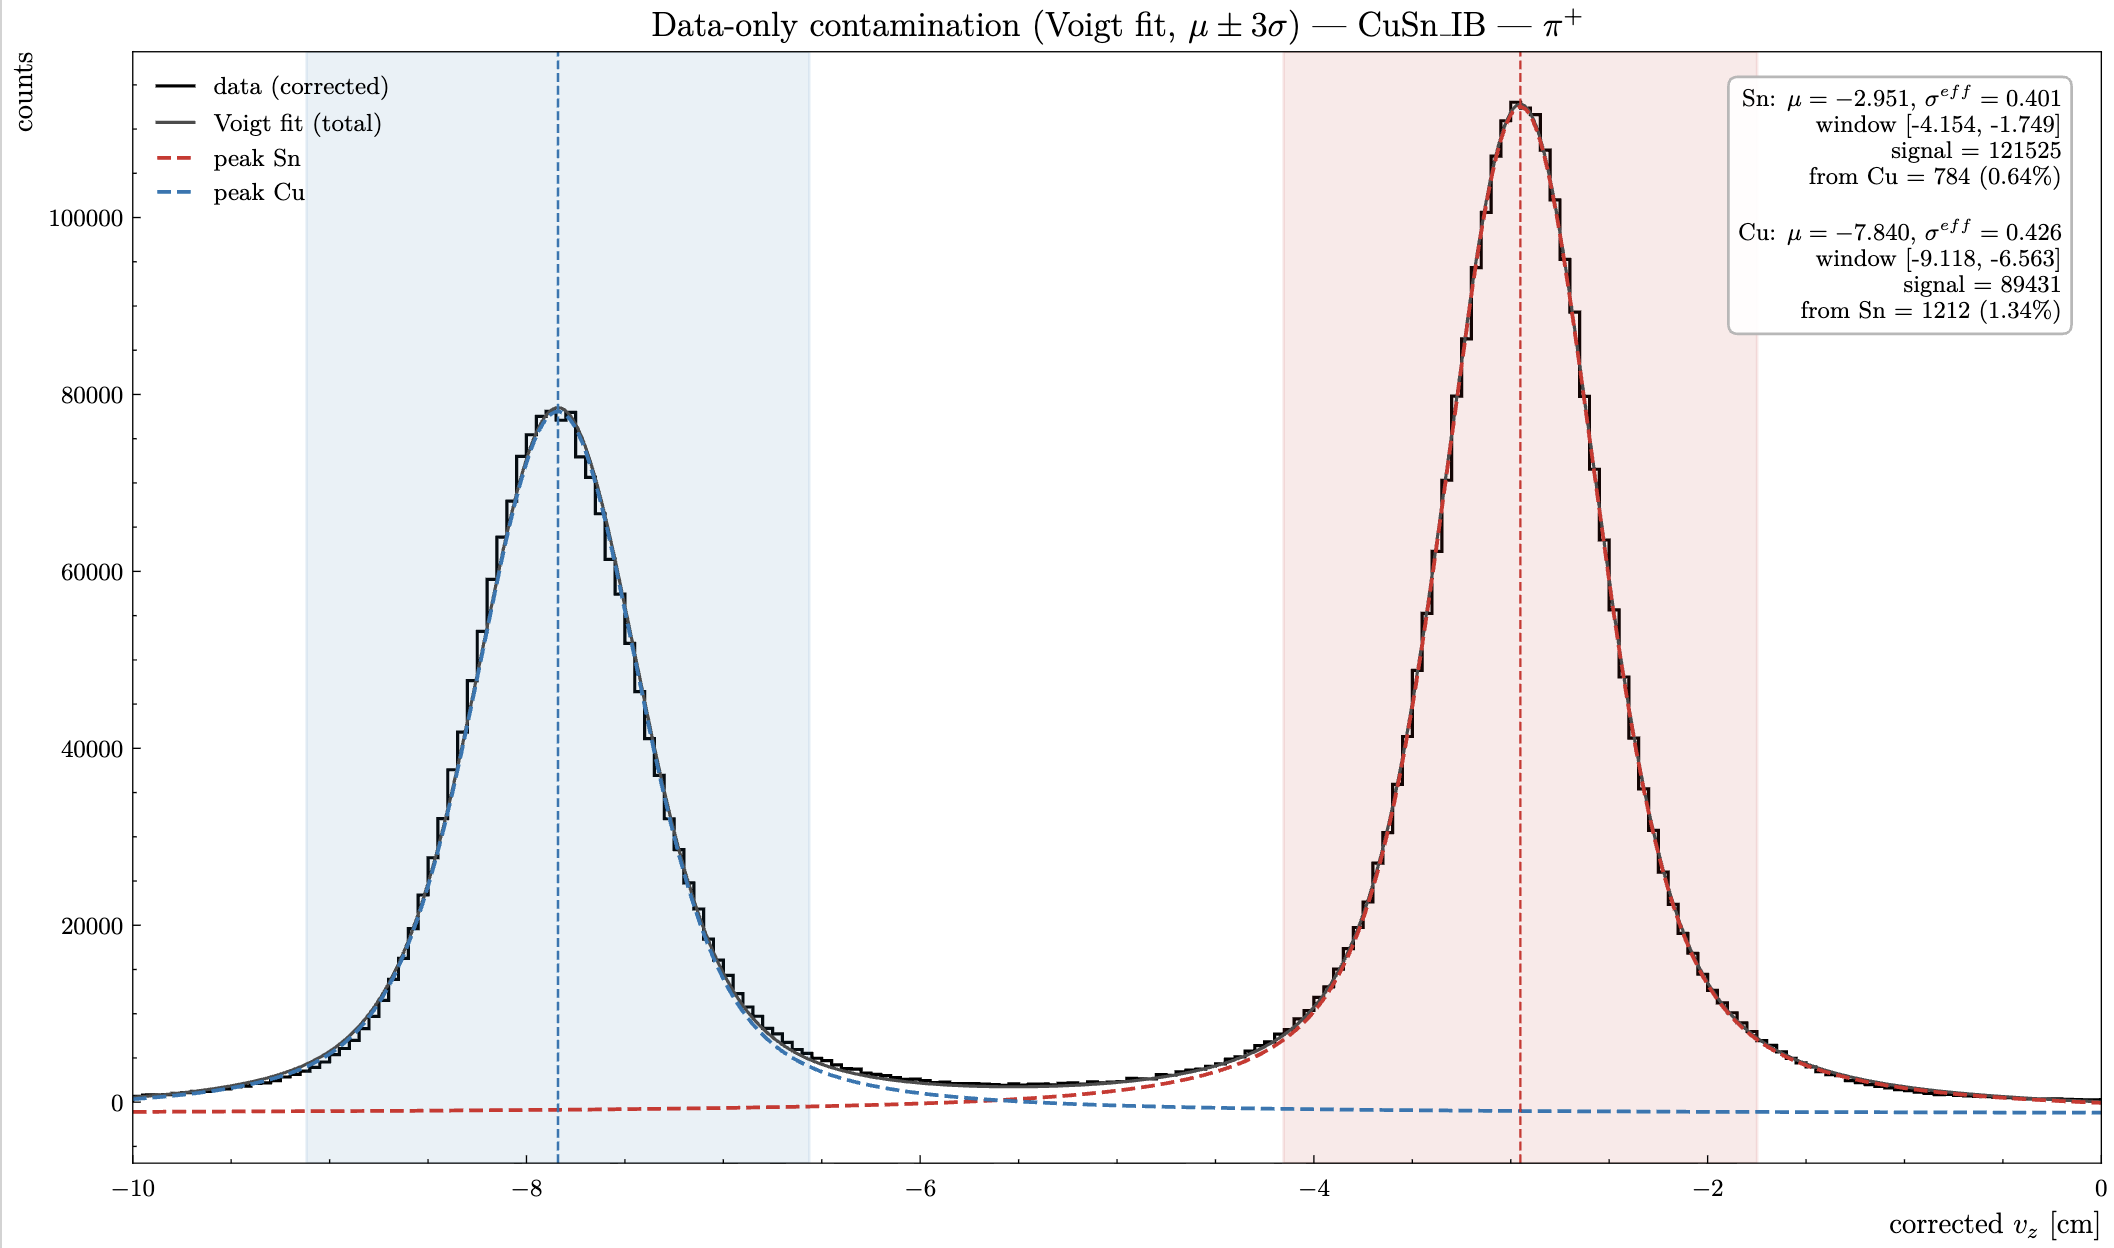 Data-only contamination (Voigt fit, μ ± 3σ) — CuSn_IB — π⁺
counts
data (corrected)
Voigt fit (total)
peak Sn
peak Cu
Sn: μ = −2.951, σᵉᶠᶠ = 0.401
window [-4.154, -1.749]
signal = 121525
from Cu = 784 (0.64%)
Cu: μ = −7.840, σᵉᶠᶠ = 0.426
window [-9.118, -6.563]
signal = 89431
from Sn = 1212 (1.34%)
100000
80000
60000
40000
20000
0
−10
−8
−6
−4
−2
0
corrected v_z [cm]